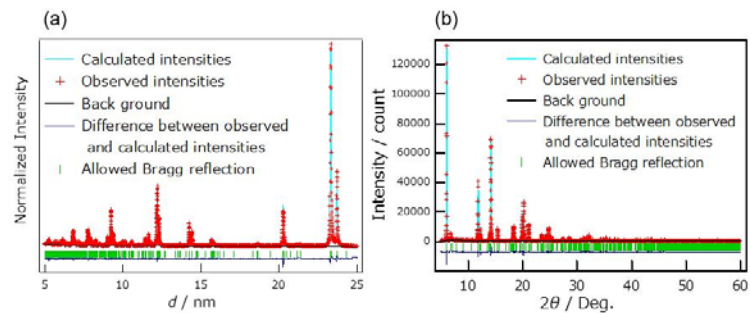 (a)
Calculated intensities
Observed intensities
Back ground
Difference between observed
and calculated intensities
Allowed Bragg reflection
Normalized Intensity
5
10
15
20
25
d / nm
(b)
Calculated intensities
Observed intensities
Back ground
Difference between observed
and calculated intensities
Allowed Bragg reflection
Intensity / count
120000
100000
80000
60000
40000
20000
0
10
20
30
40
50
60
2θ / Deg.